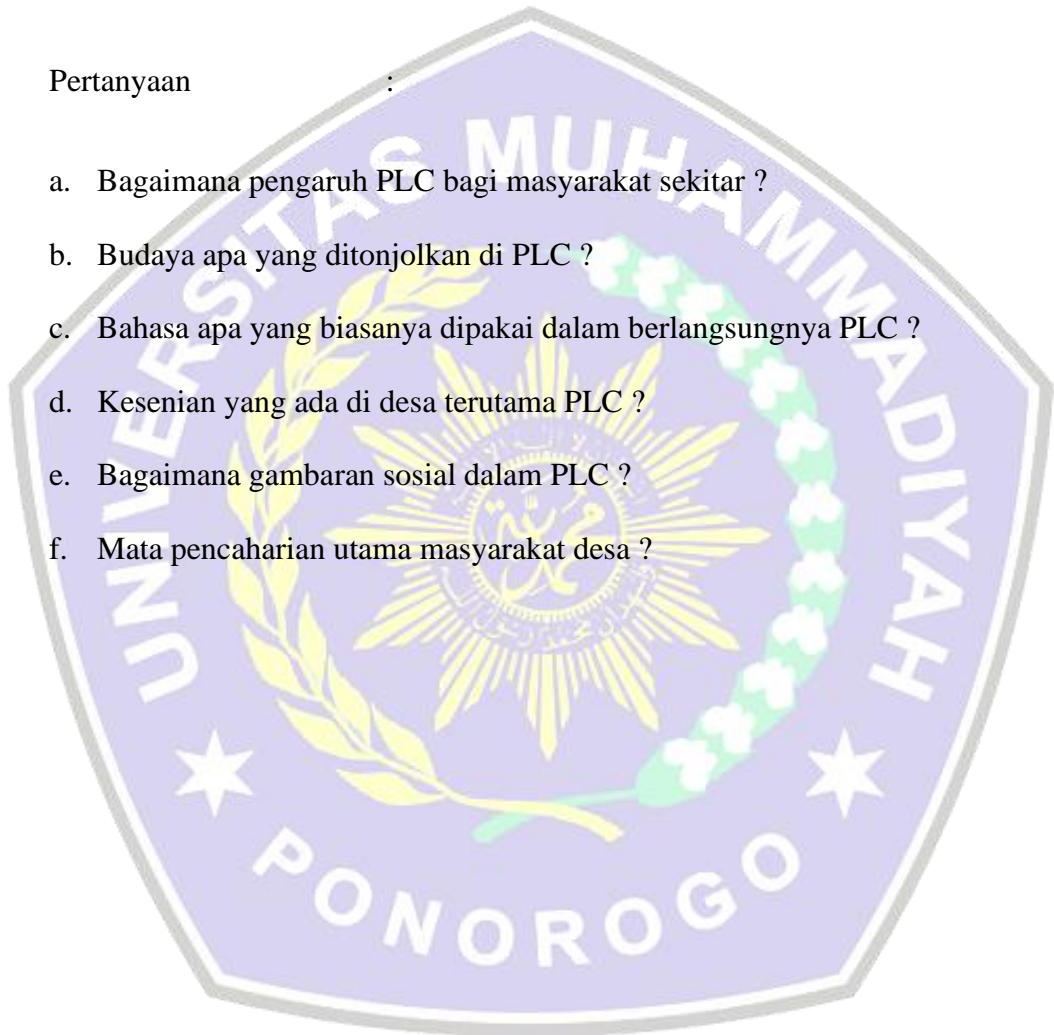 Pertanyaan :
a. Bagaimana pengaruh PLC bagi masyarakat sekitar ?
b. Budaya apa yang ditonjolkan di PLC ?
c. Bahasa apa yang biasanya dipakai dalam berlangsungnya PLC ?
d. Kesenian yang ada di desa terutama PLC ?
e. Bagaimana gambaran sosial dalam PLC ?
f. Mata pencaharian utama masyarakat desa ?
UNIVERSITAS MUHAMMADIYAH
PONOROGO